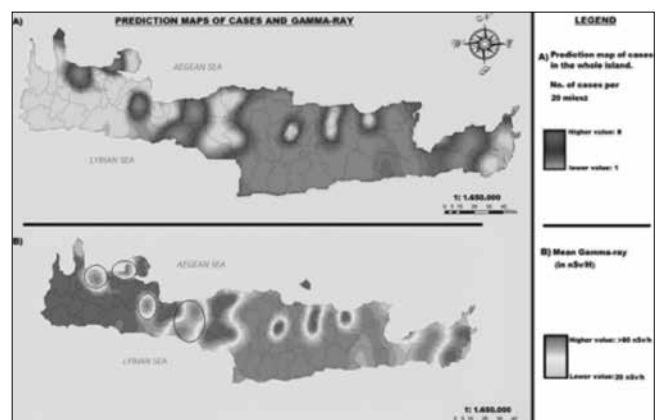 A)
PREDICTION MAPS OF CASES AND GAMMA-RAY
AEGEAN SEA
LYBIAN SEA
1: 1.650.000
B)
AEGEAN SEA
LYBIAN SEA
1: 1.650.000
LEGEND
A) Prediction map of cases
in the whole island.
No. of cases per
20 miles2
Higher value: 8
lower value: 1
B) Mean Gamma-ray
(in nSv/H)
Higher value: >80 nSv/h
Lower value: 20 nSv/h